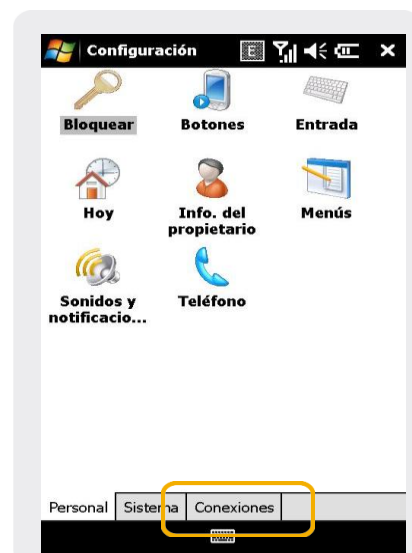 Configuración E
Bloquear Botones Entrada
Hoy Info. del propietario Menús
Sonidos y notificacio... Teléfono
Personal Sistema Conexiones